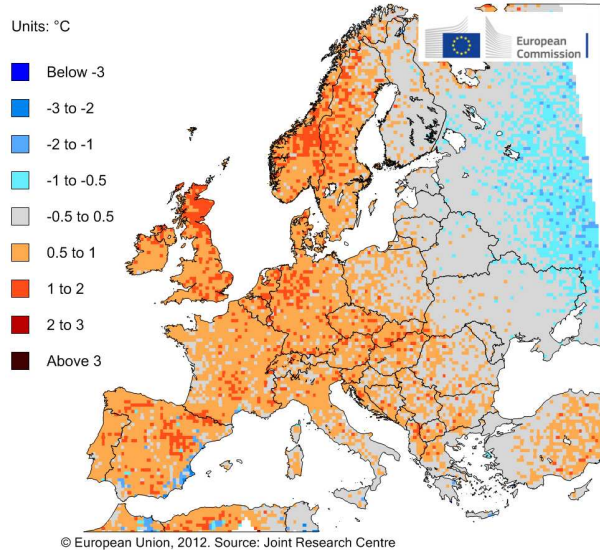 Units: °C
European
Commission
Below -3
-3 to -2
-2 to -1
-1 to -0.5
-0.5 to 0.5
0.5 to 1
1 to 2
2 to 3
Above 3
© European Union, 2012. Source: Joint Research Centre